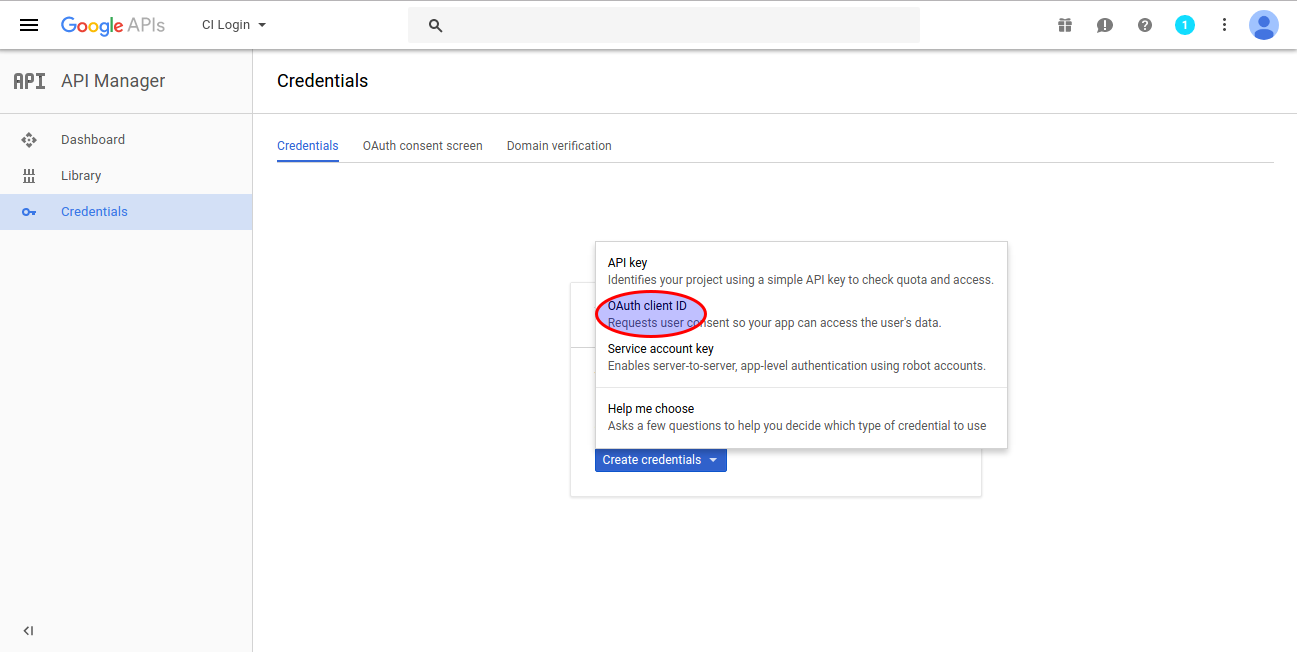 Google APIs
CI Login
1
API API Manager
Credentials
Dashboard
Library
Credentials
Credentials OAuth consent screen Domain verification
API key
Identifies your project using a simple API key to check quota and access.
OAuth client ID
Requests user consent so your app can access the user's data.
Service account key
Enables server-to-server, app-level authentication using robot accounts.
Help me choose
Asks a few questions to help you decide which type of credential to use
Create credentials